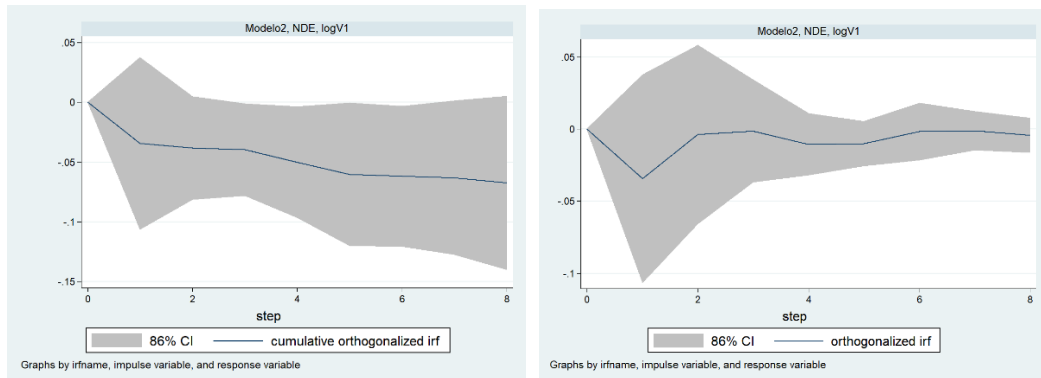 Modelo2, NDE, logV1
.05
0
-.05
-.1
-.15
0 2 4 6 8
step
86% CI cumulative orthogonalized irf
Graphs by irfname, impulse variable, and response variable
Modelo2, NDE, logV1
.05
0
-.05
-.1
0 2 4 6 8
step
86% CI orthogonalized irf
Graphs by irfname, impulse variable, and response variable